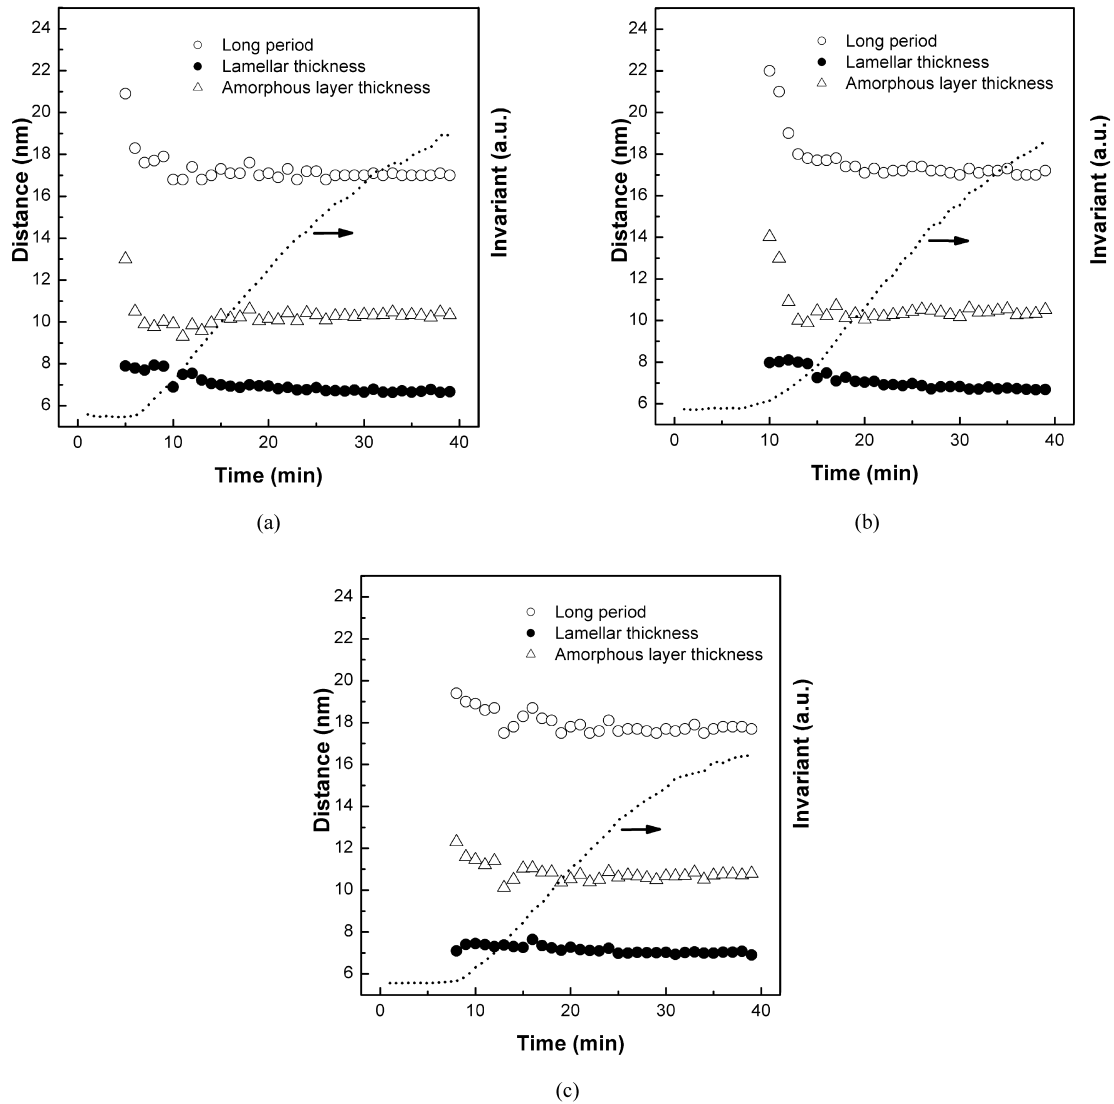 24
22
20
18
16
14
12
10
8
6
0
10
20
30
40
Distance (nm)
Time (min)
Invariant (a.u.)
Long period
Lamellar thickness
Amorphous layer thickness
(a)
24
22
20
18
16
14
12
10
8
6
0
10
20
30
40
Distance (nm)
Time (min)
Invariant (a.u.)
Long period
Lamellar thickness
Amorphous layer thickness
(b)
24
22
20
18
16
14
12
10
8
6
0
10
20
30
40
Distance (nm)
Time (min)
Invariant (a.u.)
Long period
Lamellar thickness
Amorphous layer thickness
(c)